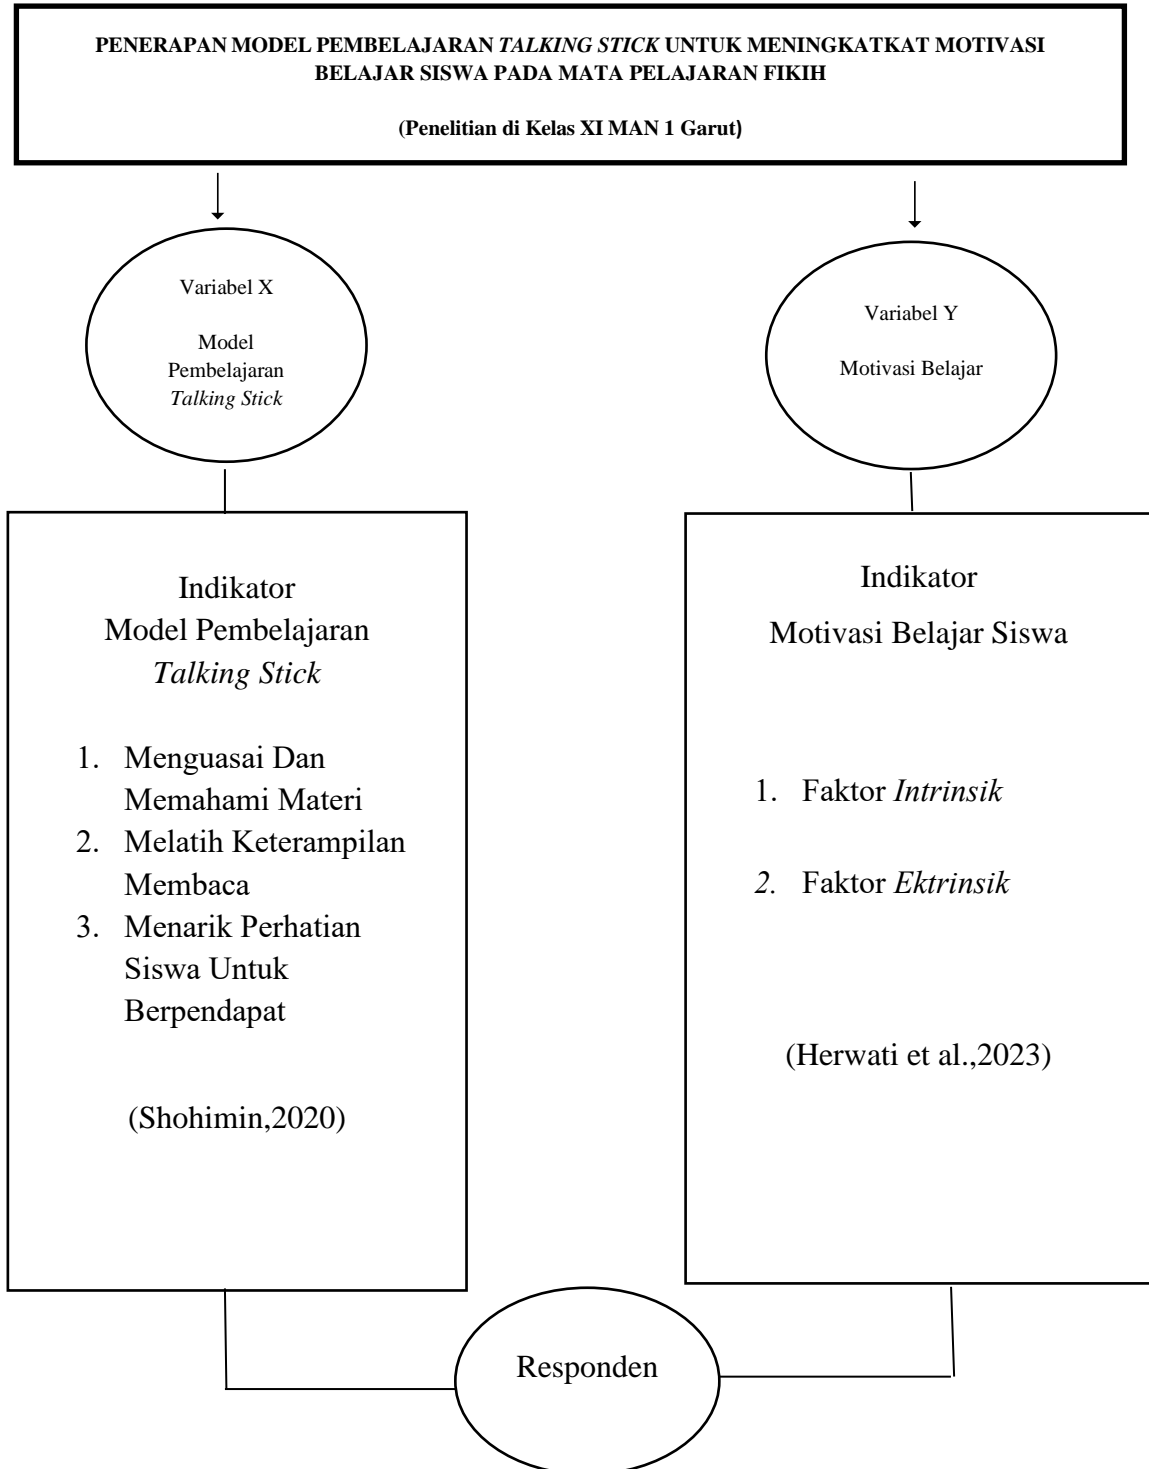 PENERAPAN MODEL PEMBELAJARAN TALKING STICK UNTUK MENINGKATKAT MOTIVASI
BELAJAR SISWA PADA MATA PELAJARAN FIKIH
(Penelitian di Kelas XI MAN 1 Garut)
Variabel X
Model
Pembelajaran
Talking Stick
Variabel Y
Motivasi Belajar
Indikator
Model Pembelajaran
Talking Stick
1. Menguasai Dan
Memahami Materi
2. Melatih Keterampilan
Membaca
3. Menarik Perhatian
Siswa Untuk
Berpendapat
(Shohimin,2020)
Indikator
Motivasi Belajar Siswa
1. Faktor Intrinsik
2. Faktor Ektrinsik
(Herwati et al.,2023)
Responden